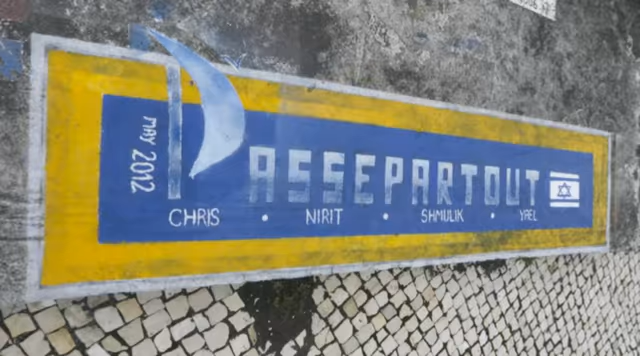 MAY 2012
PASSEPARTOUT
CHRIS • NIRIT • SHMULIK • YAEL